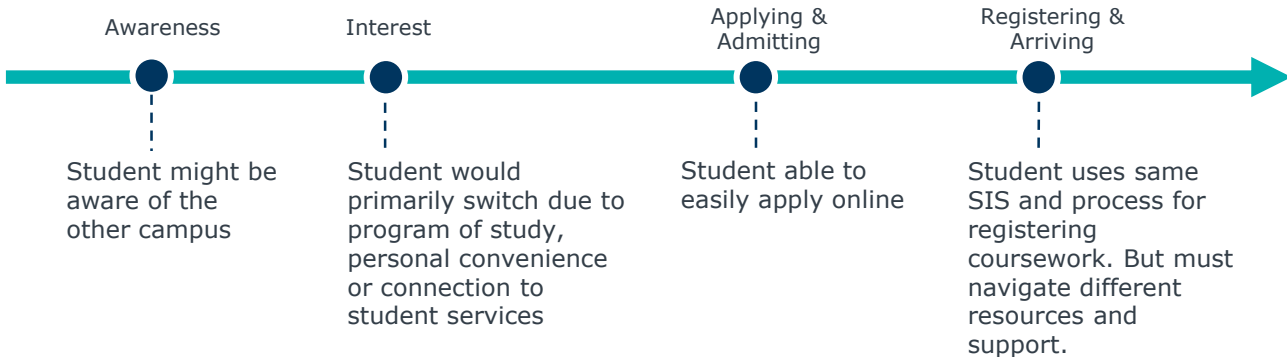 Awareness
Interest
Applying &
Admitting
Registering &
Arriving
Student might be
aware of the
other campus
Student would
primarily switch due to
program of study,
personal convenience
or connection to
student services
Student able to
easily apply online
Student uses same
SIS and process for
registering
coursework. But must
navigate different
resources and
support.